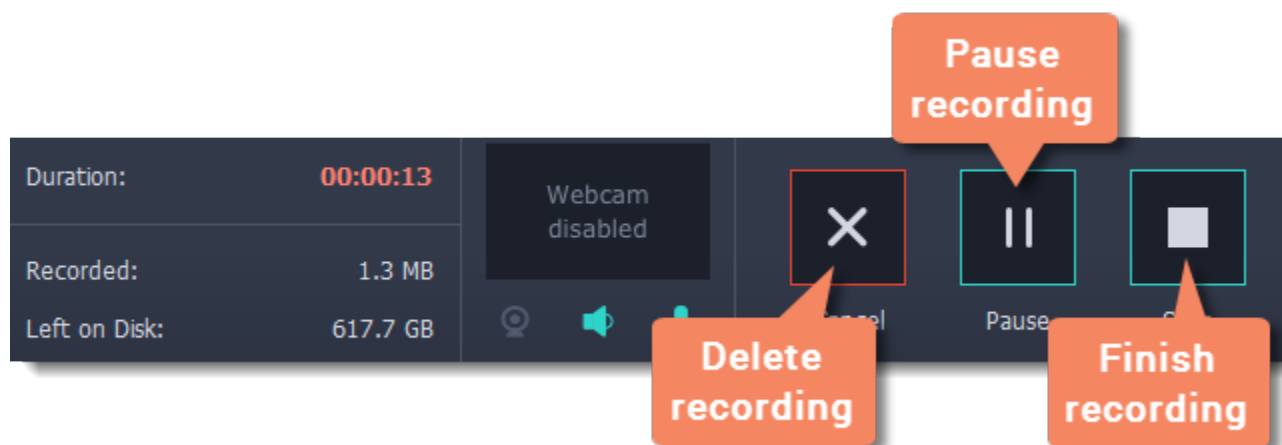 Pause
recording
Duration: 00:00:13
Webcam
disabled
Recorded: 1.3 MB
Left on Disk: 617.7 GB
Pause
Delete
recording
Finish
recording